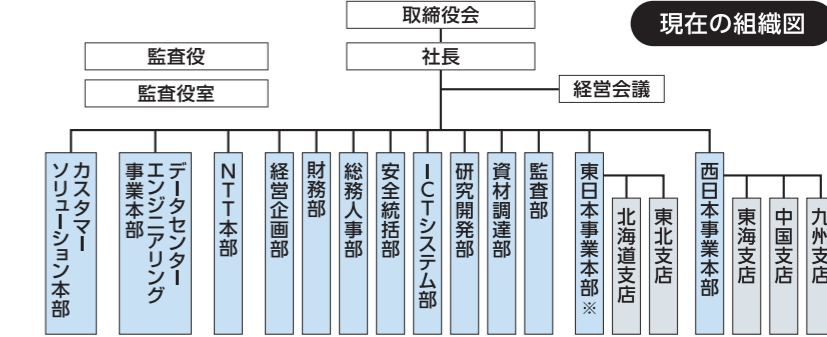 現在の組織図
取締役会
社長
監査役
監査役室
経営会議
カスタマー
ソリューション本部
データセンター
エンジニアリング
事業本部
NTT本部
経営企画部
財務部
総務人事部
安全統括部
ICTシステム部
研究開発部
資材調達部
監査部
東日本事業本部※
北海道支店
東北支店
西日本事業本部
東海支店
中国支店
九州支店